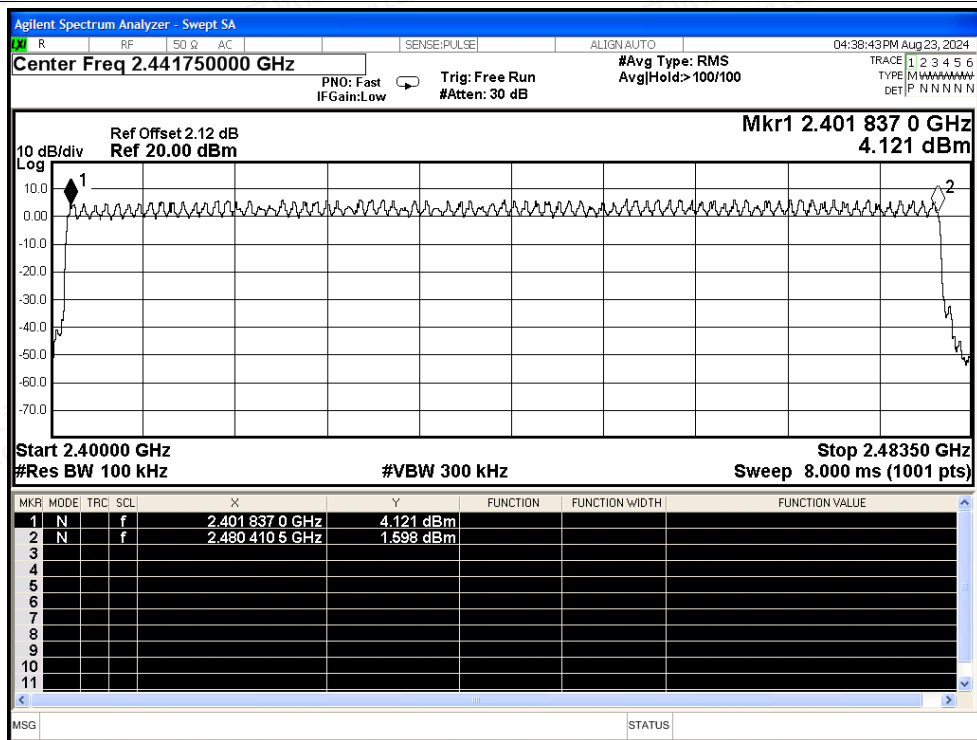 Agilent Spectrum Analyzer - Swept SA
LXI R RF 50 Ω AC SENSE:PULSE ALIGN AUTO 04:38:43 PM Aug 23, 2024
Center Freq 2.441750000 GHz
PNO: Fast
IFGain:Low
Trig: Free Run
#Atten: 30 dB
#Avg Type: RMS
Avg|Hold:>100/100
TRACE 1 2 3 4 5 6
TYPE M
DET P N N N N N
Ref Offset 2.12 dB
10 dB/div Ref 20.00 dBm
Log
Mkr1 2.401 837 0 GHz
4.121 dBm
10.0
0.00
-10.0
-20.0
-30.0
-40.0
-50.0
-60.0
-70.0
1
2
Start 2.40000 GHz Stop 2.48350 GHz
#Res BW 100 kHz #VBW 300 kHz Sweep 8.000 ms (1001 pts)
MKR MODE TRC SCL X Y FUNCTION FUNCTION WIDTH FUNCTION VALUE
1 N f 2.401 837 0 GHz 4.121 dBm
2 N f 2.480 410 5 GHz 1.598 dBm
3
4
5
6
7
8
9
10
11
MSG STATUS